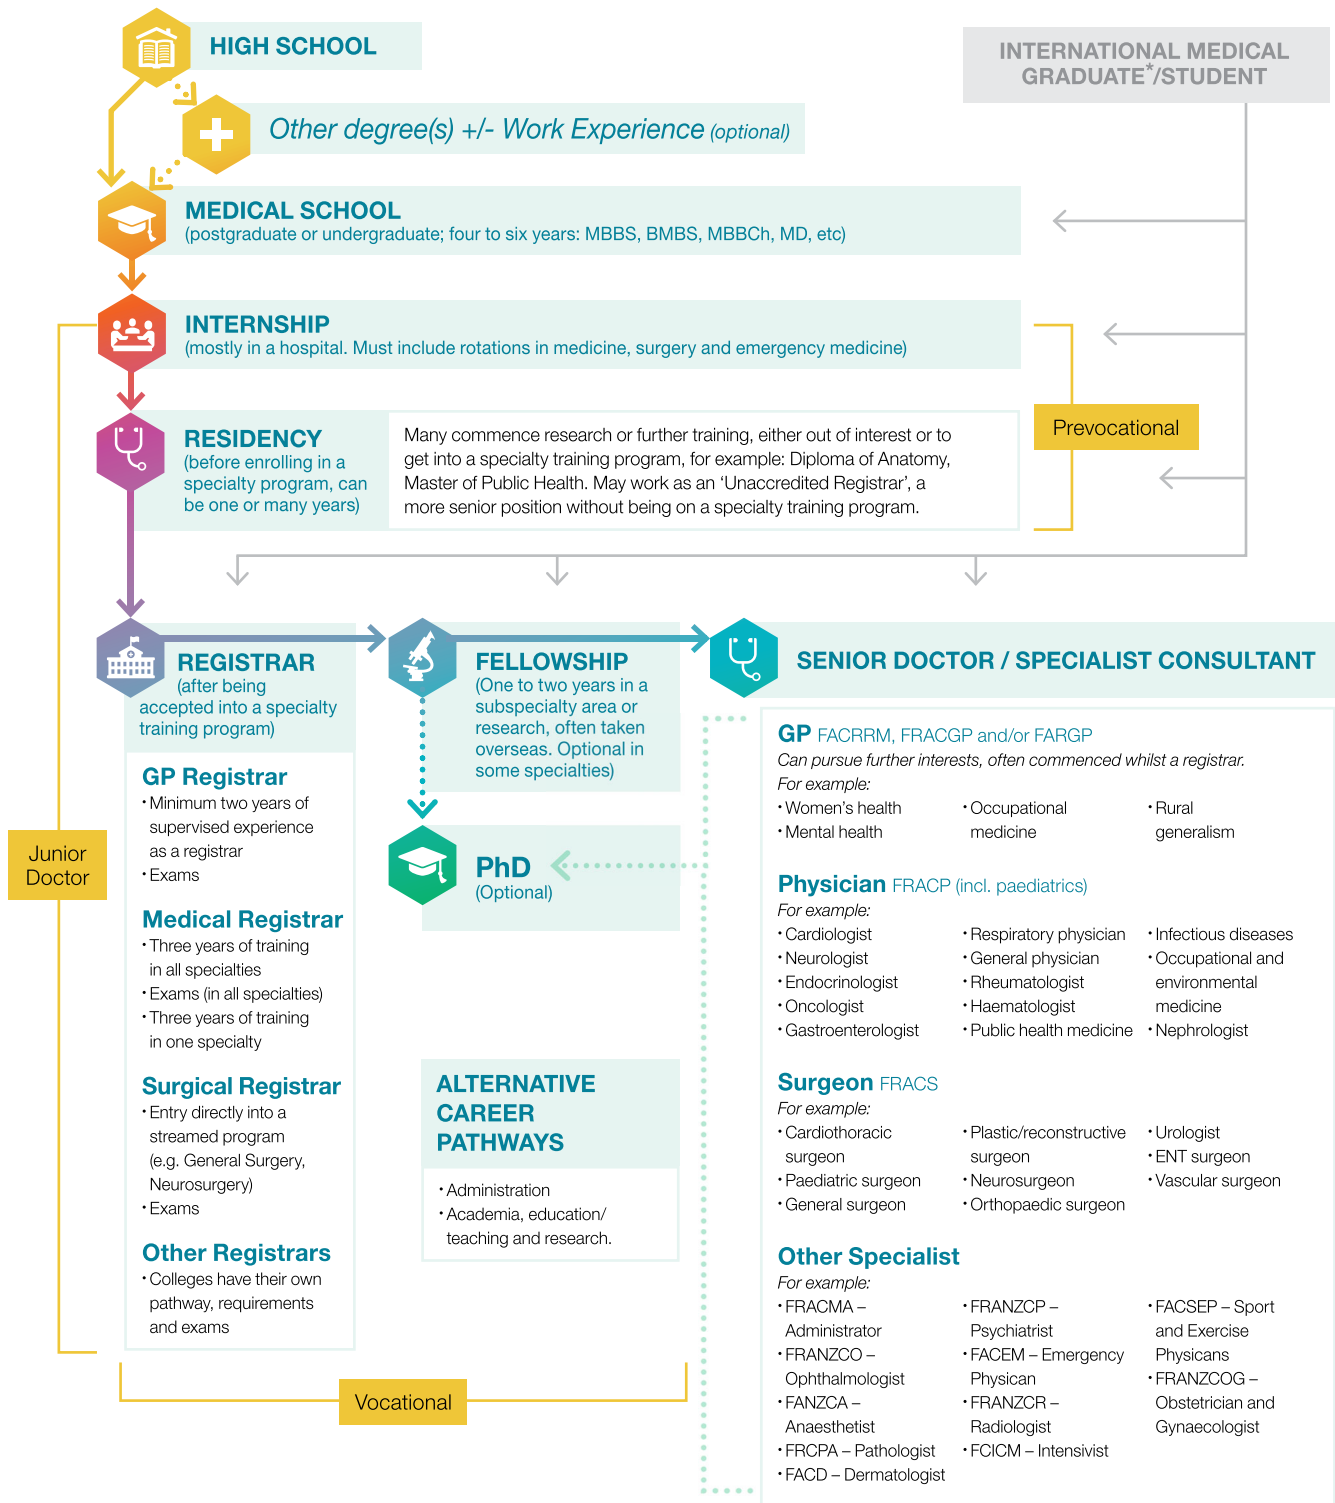 HIGH SCHOOL
INTERNATIONAL MEDICAL
GRADUATE*/STUDENT
Other degree(s) +/- Work Experience (optional)
MEDICAL SCHOOL
(postgraduate or undergraduate; four to six years: MBBS, BMBS, MBBCh, MD, etc)
INTERNSHIP
(mostly in a hospital. Must include rotations in medicine, surgery and emergency medicine)
Prevocational
RESIDENCY
(before enrolling in a
specialty program, can
be one or many years)
Many commence research or further training, either out of interest or to
get into a specialty training program, for example: Diploma of Anatomy,
Master of Public Health. May work as an ‘Unaccredited Registrar’, a
more senior position without being on a specialty training program.
Junior
Doctor
REGISTRAR
(after being
accepted into a specialty
training program)
GP Registrar
• Minimum two years of
supervised experience
as a registrar
• Exams
Medical Registrar
• Three years of training
in all specialties
• Exams (in all specialties)
• Three years of training
in one specialty
Surgical Registrar
• Entry directly into a
streamed program
(e.g. General Surgery,
Neurosurgery)
• Exams
Other Registrars
• Colleges have their own
pathway, requirements
and exams
Vocational
FELLOWSHIP
(One to two years in a
subspecialty area or
research, often taken
overseas. Optional in
some specialties)
PhD
(Optional)
ALTERNATIVE
CAREER
PATHWAYS
• Administration
• Academia, education/
teaching and research.
SENIOR DOCTOR / SPECIALIST CONSULTANT
GP FACRRM, FRACGP and/or FARGP
Can pursue further interests, often commenced whilst a registrar.
For example:
• Women’s health
• Mental health
• Occupational
medicine
• Rural
generalism
Physician FRACP (incl. paediatrics)
For example:
• Cardiologist
• Neurologist
• Endocrinologist
• Oncologist
• Gastroenterologist
• Respiratory physician
• General physician
• Rheumatologist
• Haematologist
• Public health medicine
• Infectious diseases
• Occupational and
environmental
medicine
• Nephrologist
Surgeon FRACS
For example:
• Cardiothoracic
surgeon
• Paediatric surgeon
• General surgeon
• Plastic/reconstructive
surgeon
• Neurosurgeon
• Orthopaedic surgeon
• Urologist
• ENT surgeon
• Vascular surgeon
Other Specialist
For example:
• FRACMA –
Administrator
• FRANZCO –
Ophthalmologist
• FANZCA –
Anaesthetist
• FRCPA – Pathologist
• FACD – Dermatologist
• FRANZCP –
Psychiatrist
• FACEM – Emergency
Physican
• FRANZCR –
Radiologist
• FCICM – Intensivist
• FACSEP – Sport
and Exercise
Physicans
• FRANZCOG –
Obstetrician and
Gynaecologist